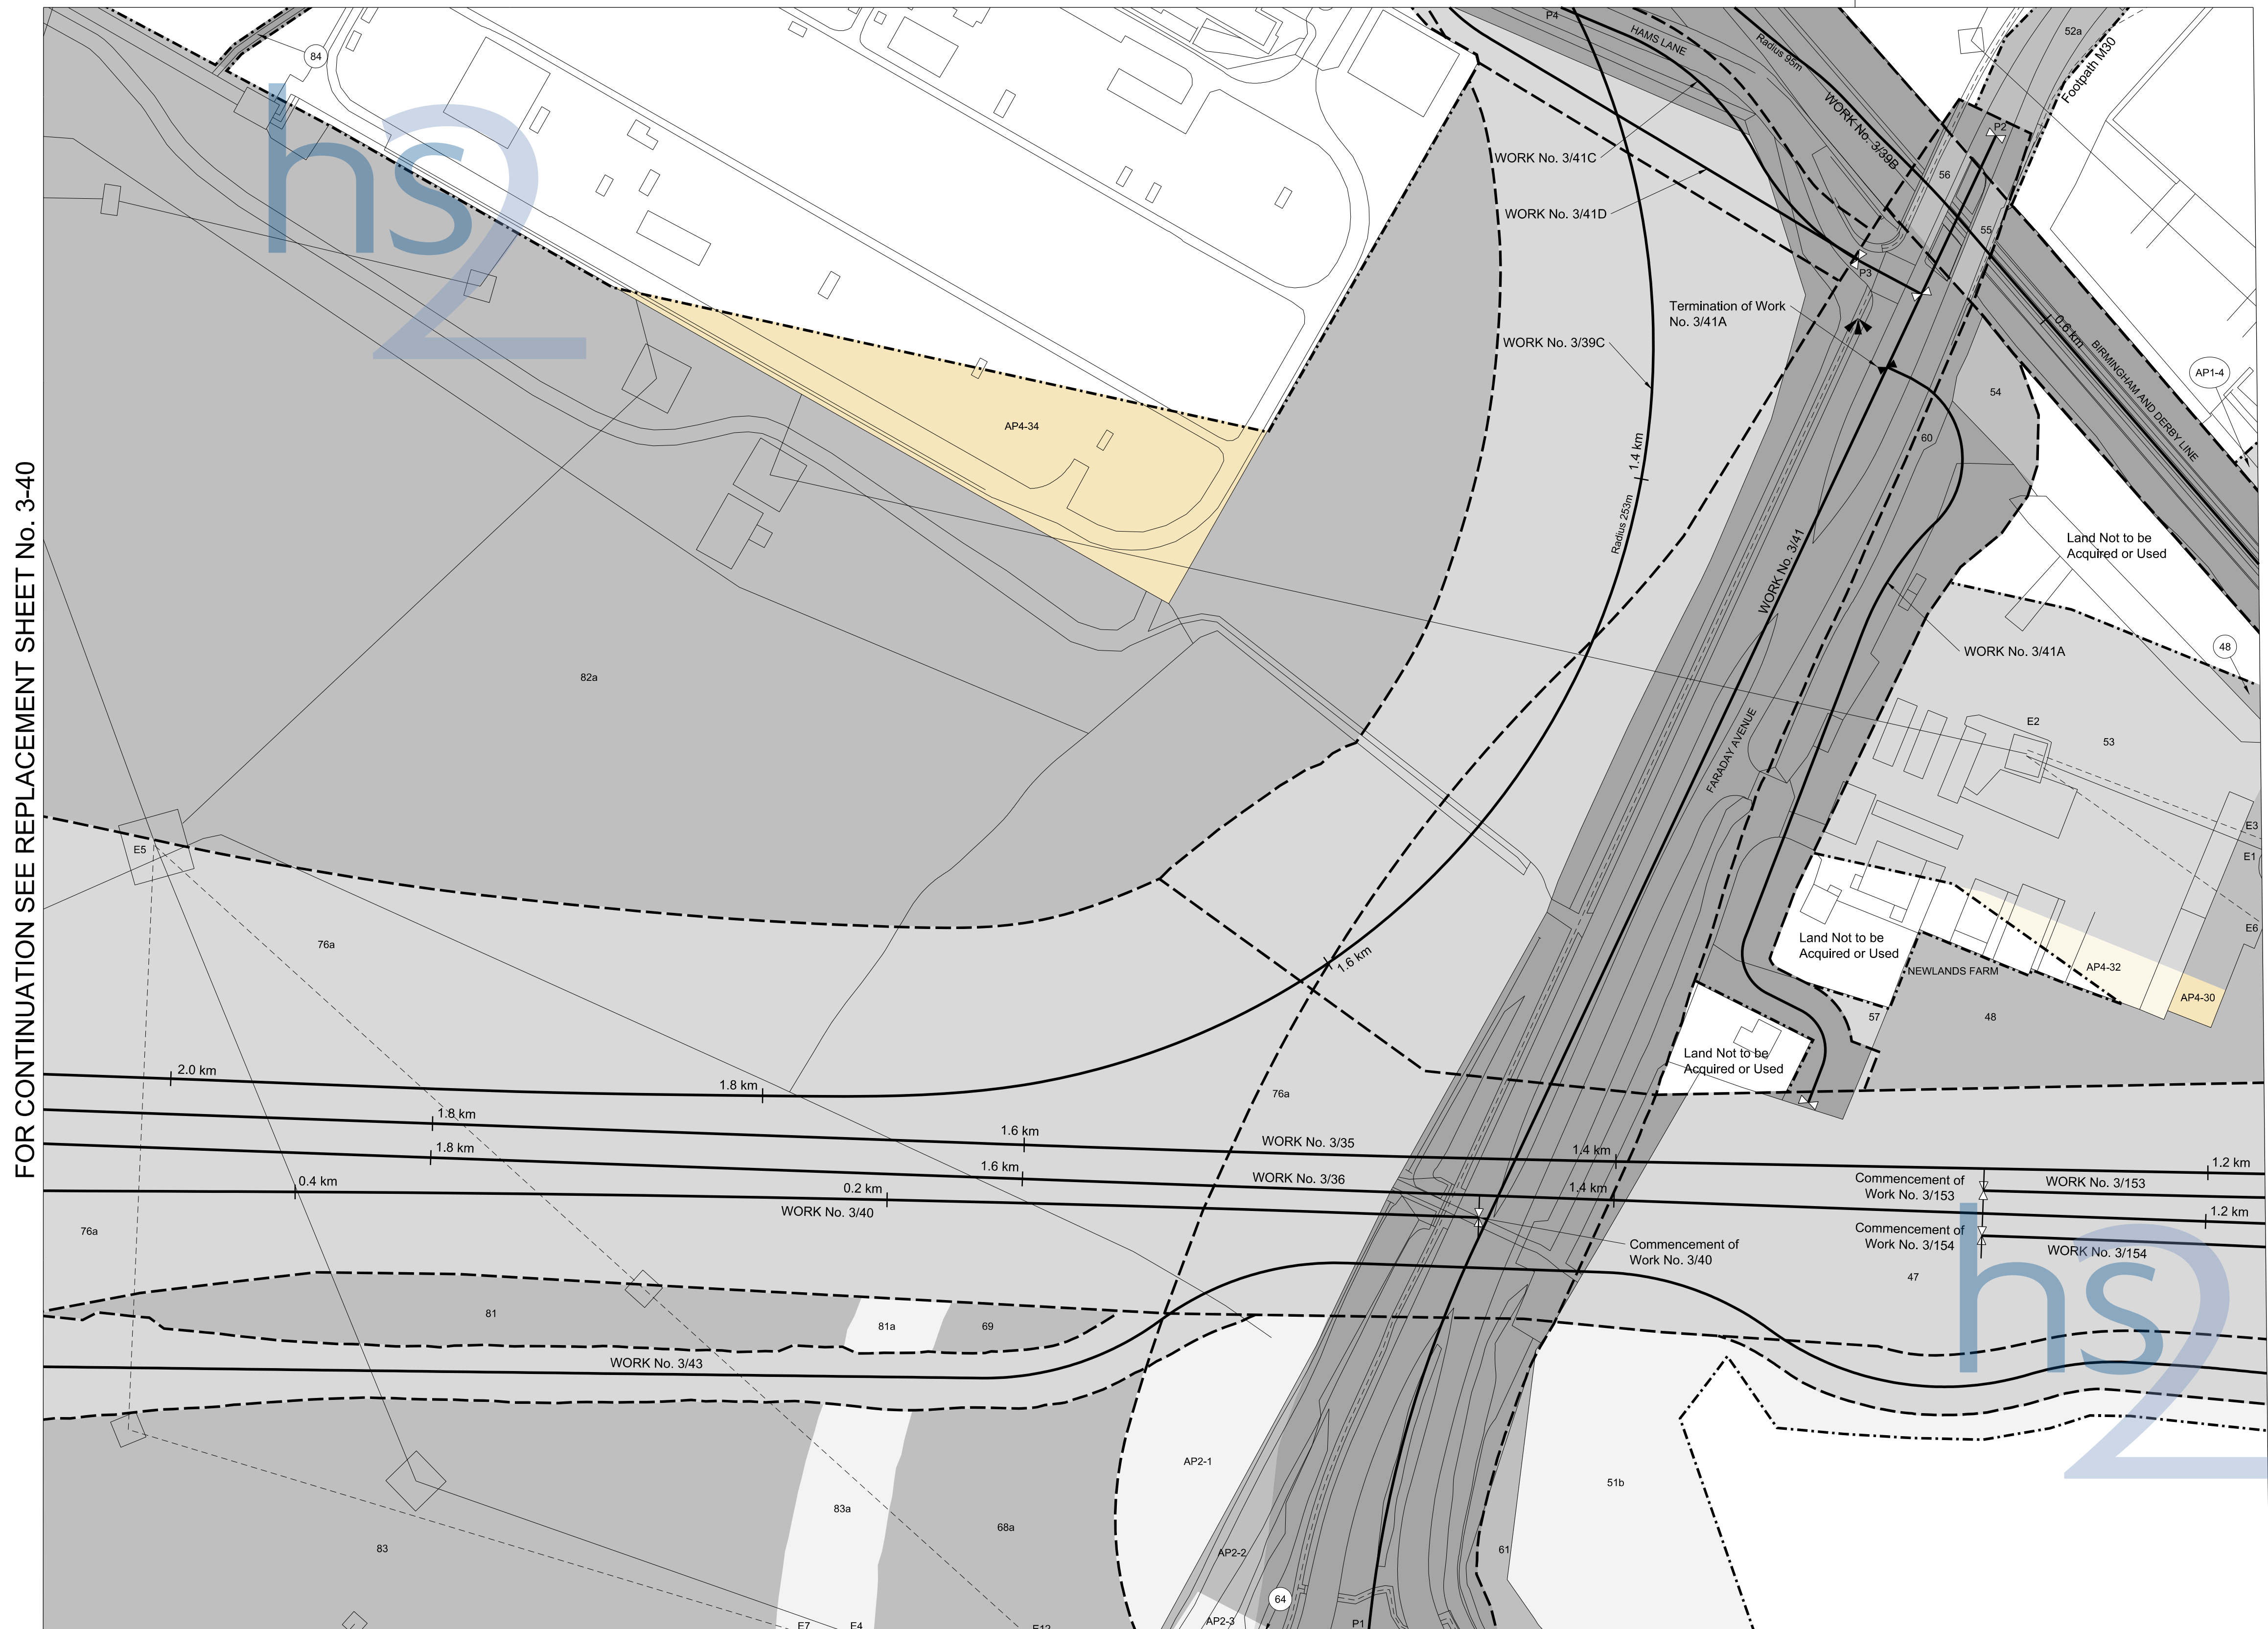 FOR CONTINUATION SEE REPLACEMENT SHEET No. 3-40
84
hs2
P4
HAMS LANE
Radius 95m
52a
Footpath M30
WORK No. 3/39B
P2
WORK No. 3/41C
56
WORK No. 3/41D
55
P3
Termination of Work
No. 3/41A
0.6 km
BIRMINGHAM AND DERBY LINE
WORK No. 3/39C
AP1-4
54
AP4-34
60
1.4 km
Radius 253m
Land Not to be
Acquired or Used
WORK No. 3/41
48
WORK No. 3/41A
82a
E2
53
FARADAY AVENUE
E3
E5
E1
76a
E6
Land Not to be
Acquired or Used
1.6 km
AP4-32
NEWLANDS FARM
AP4-30
57
48
Land Not to be
Acquired or Used
2.0 km
1.8 km
76a
1.8 km
1.6 km
WORK No. 3/35
1.4 km
1.2 km
1.8 km
1.6 km
WORK No. 3/36
1.4 km
Commencement of
Work No. 3/153
WORK No. 3/153
0.4 km
0.2 km
WORK No. 3/40
1.2 km
76a
Commencement of
Work No. 3/154
WORK No. 3/154
Commencement of
Work No. 3/40
47
hs2
81
81a
69
WORK No. 3/43
AP2-1
51b
83a
68a
83
AP2-2
61
64
AP2-3
P1
E7
E4
E12